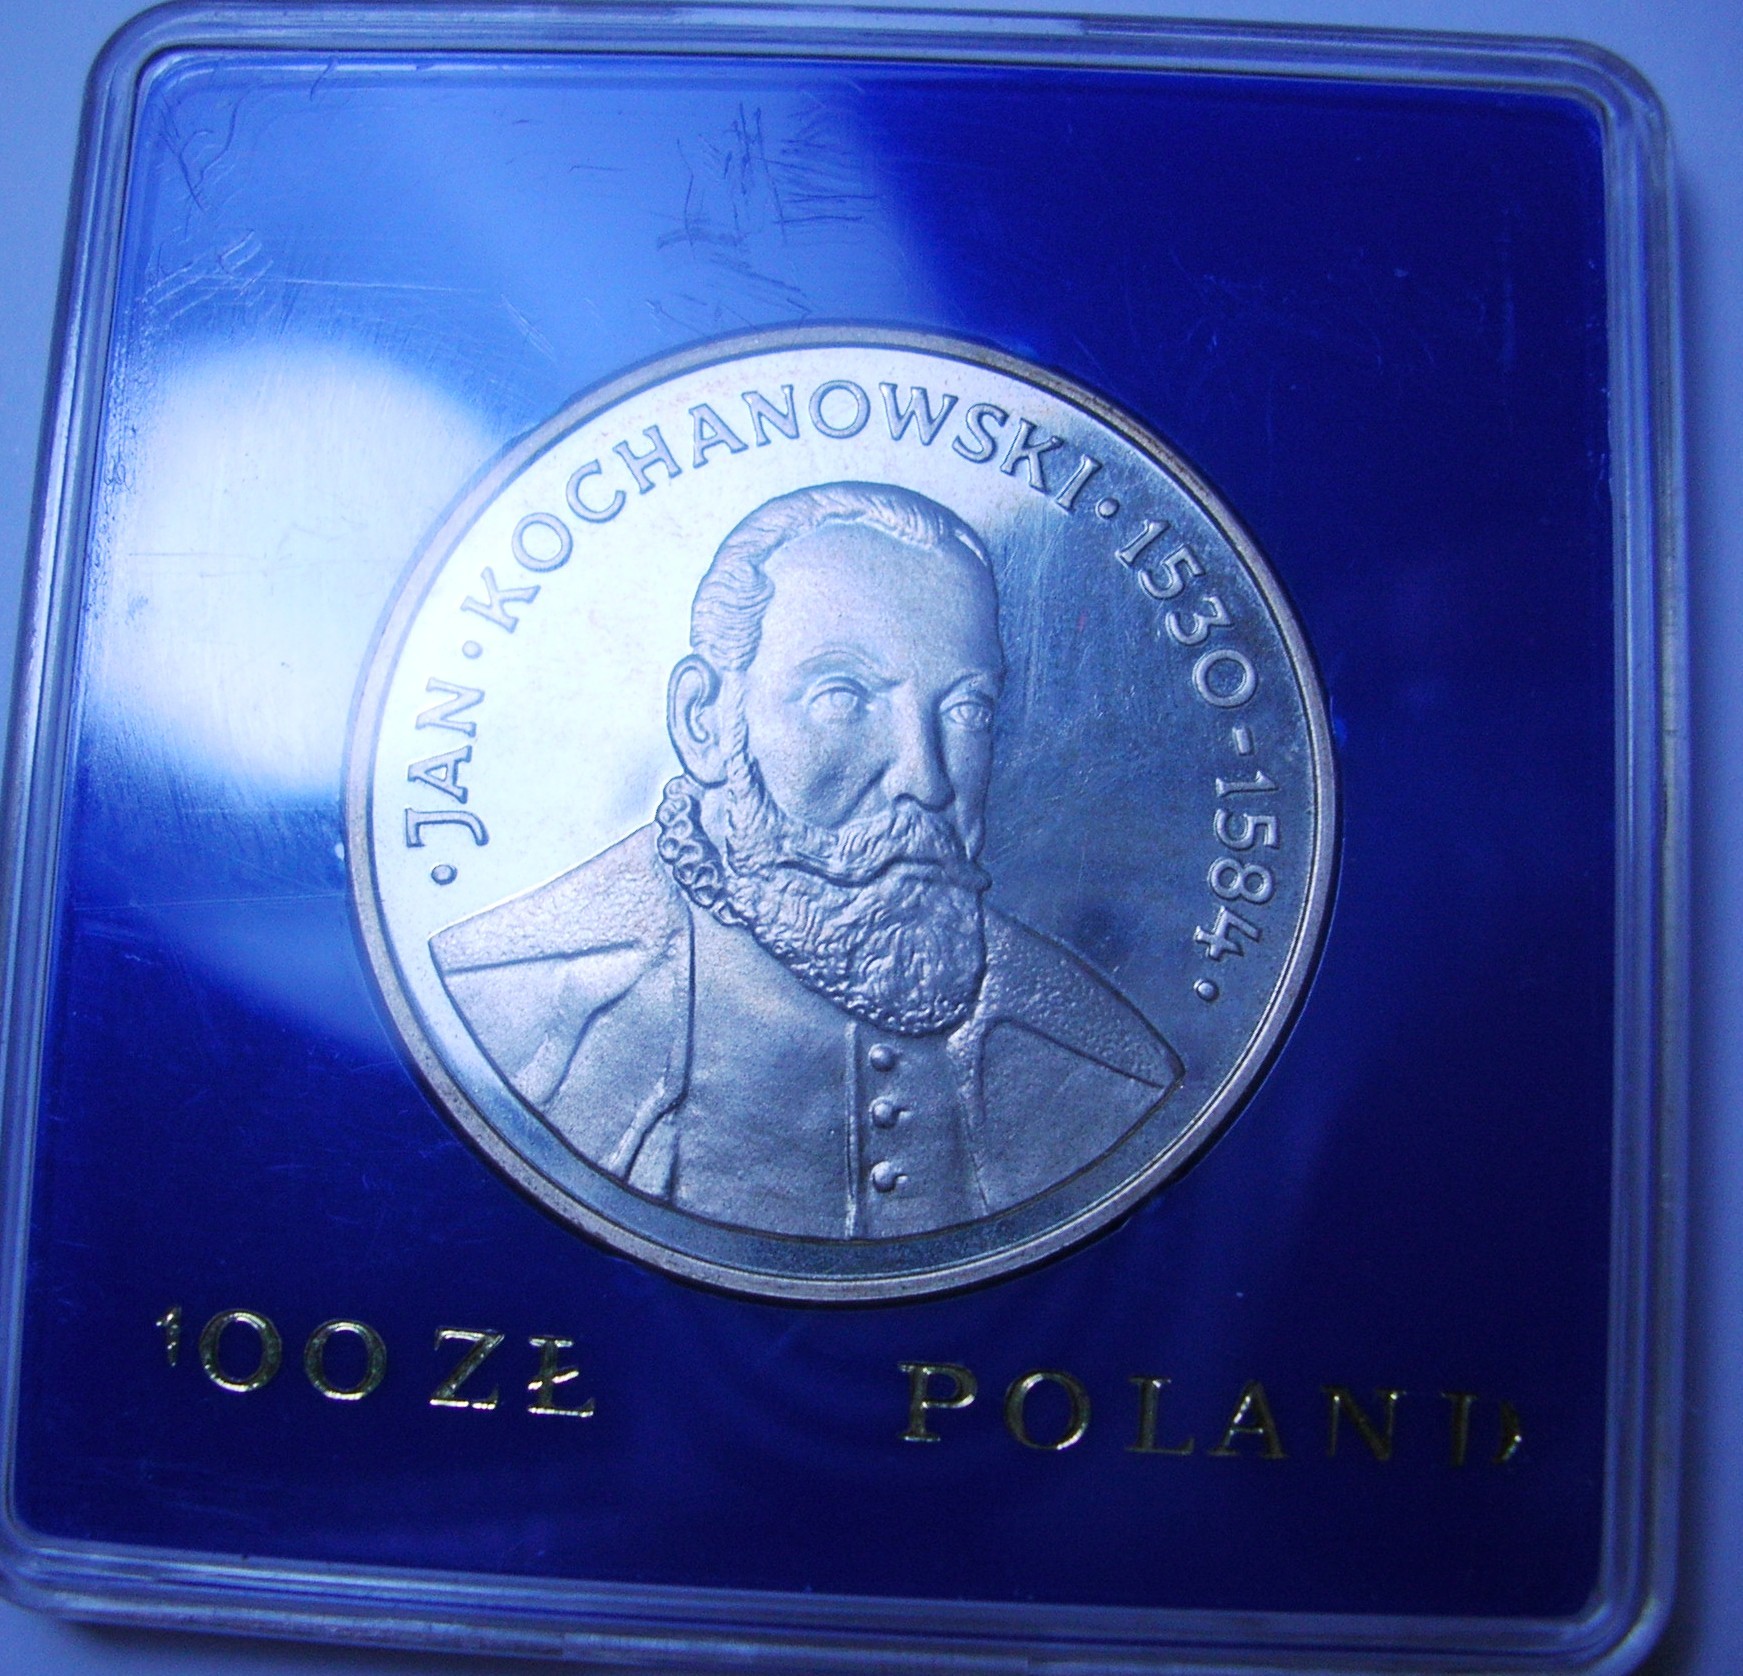 ·JAN·KOCHANOWSKI·1530-1584·
100 ZŁ POLAND